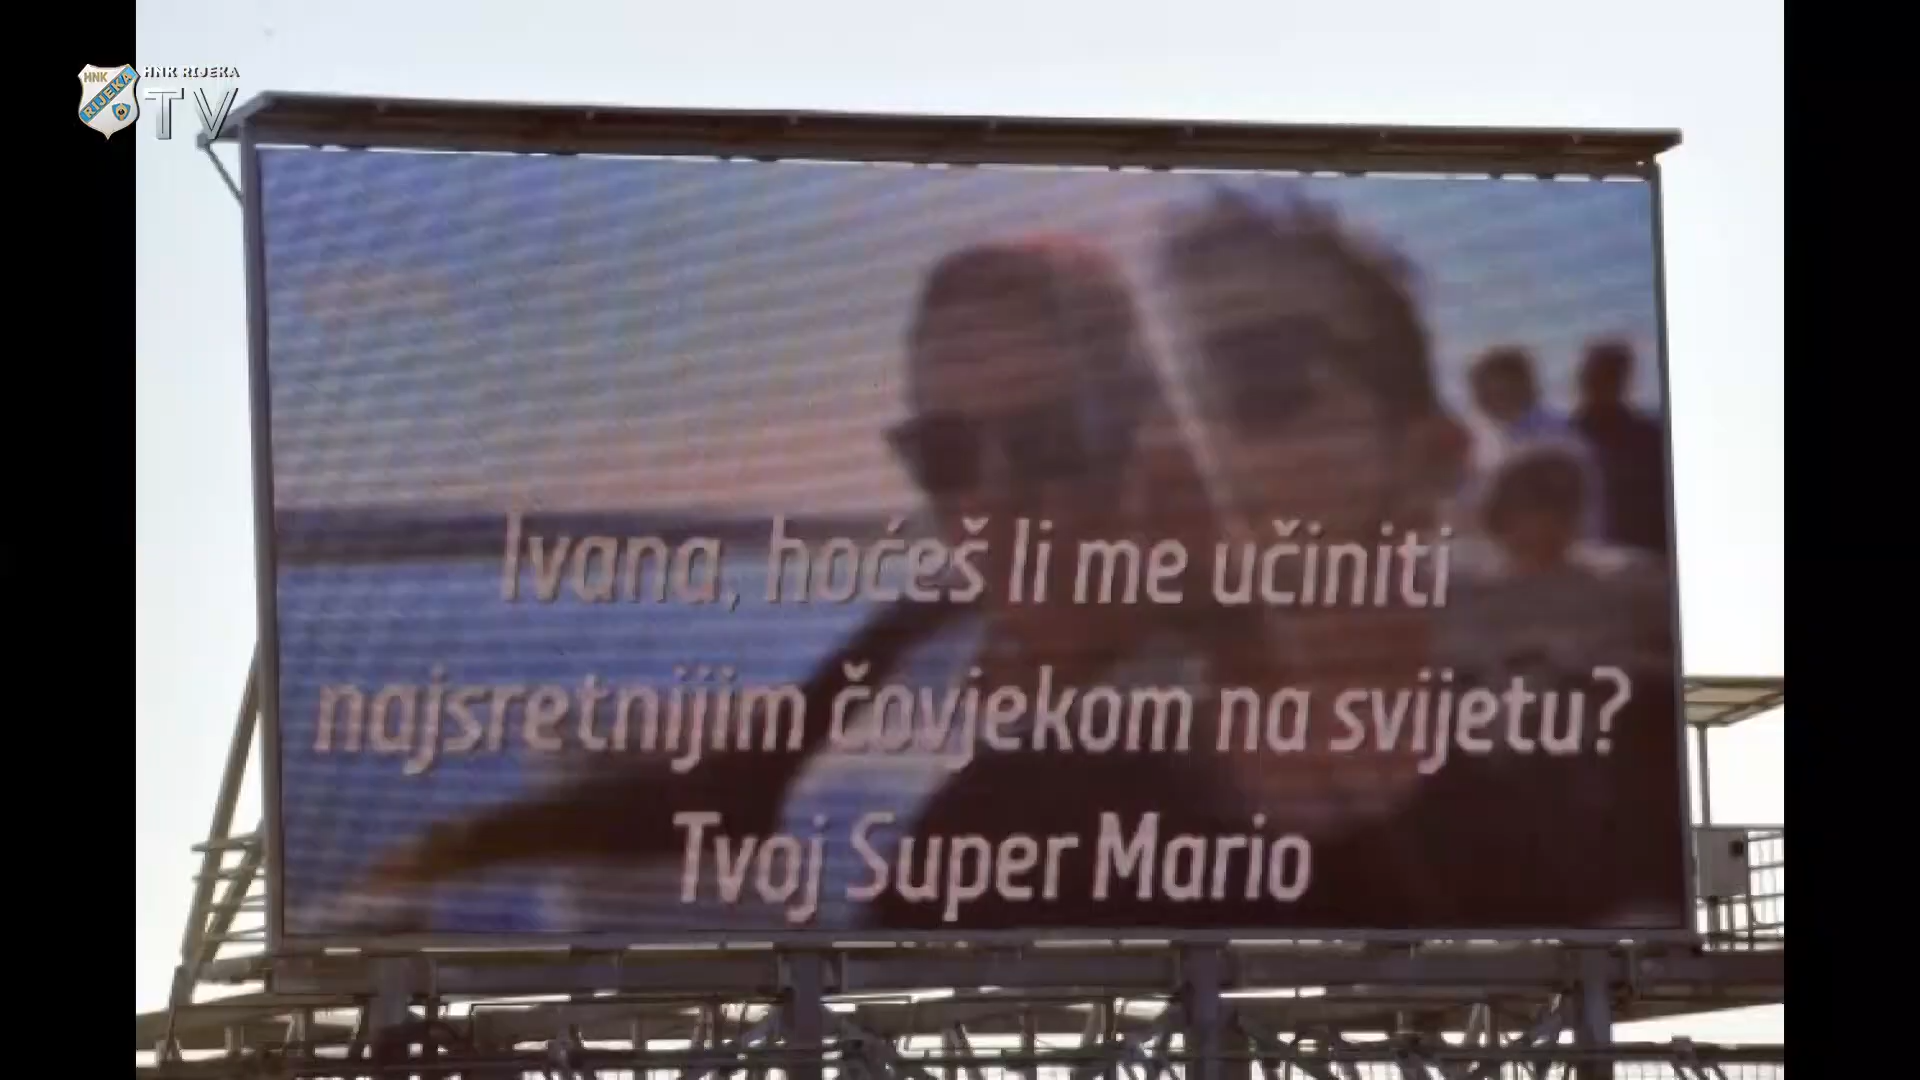 HNK
RIJEKA
HNK RIJEKA
TV
Ivana, hoćeš li me učiniti
najsretnijim čovjekom na svijetu?
Tvoj Super Mario